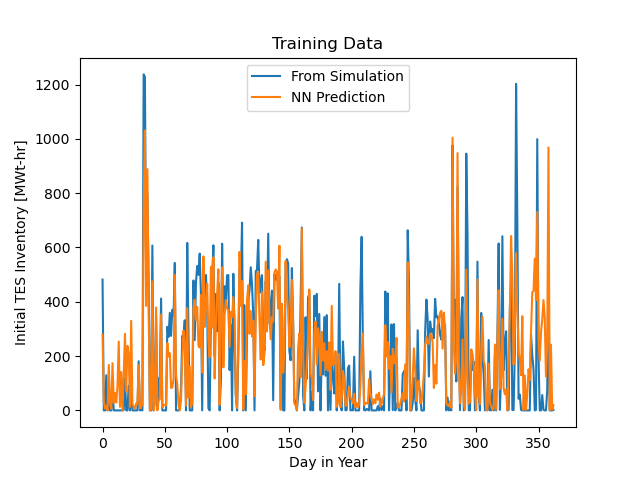 Training Data
From Simulation
NN Prediction
Initial TES Inventory [MWt-hr]
1200
1000
800
600
400
200
0
0 50 100 150 200 250 300 350
Day in Year